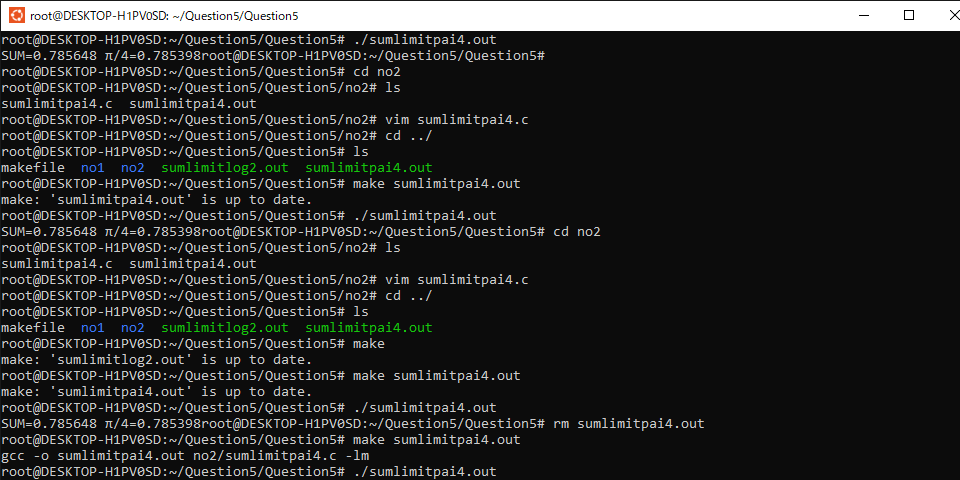 root@DESKTOP-H1PV0SD: ~/Question5/Question5
root@DESKTOP-H1PV0SD:~/Question5/Question5# ./sumlimitpai4.out
SUM=0.785648 π/4=0.785398root@DESKTOP-H1PV0SD:~/Question5/Question5#
root@DESKTOP-H1PV0SD:~/Question5/Question5# cd no2
root@DESKTOP-H1PV0SD:~/Question5/Question5/no2# ls
sumlimitpai4.c  sumlimitpai4.out
root@DESKTOP-H1PV0SD:~/Question5/Question5/no2# vim sumlimitpai4.c
root@DESKTOP-H1PV0SD:~/Question5/Question5/no2# cd ../
root@DESKTOP-H1PV0SD:~/Question5/Question5# ls
makefile  no1  no2  sumlimitlog2.out  sumlimitpai4.out
root@DESKTOP-H1PV0SD:~/Question5/Question5# make sumlimitpai4.out
make: 'sumlimitpai4.out' is up to date.
root@DESKTOP-H1PV0SD:~/Question5/Question5# ./sumlimitpai4.out
SUM=0.785648 π/4=0.785398root@DESKTOP-H1PV0SD:~/Question5/Question5# cd no2
root@DESKTOP-H1PV0SD:~/Question5/Question5/no2# ls
sumlimitpai4.c  sumlimitpai4.out
root@DESKTOP-H1PV0SD:~/Question5/Question5/no2# vim sumlimitpai4.c
root@DESKTOP-H1PV0SD:~/Question5/Question5/no2# cd ../
root@DESKTOP-H1PV0SD:~/Question5/Question5# ls
makefile  no1  no2  sumlimitlog2.out  sumlimitpai4.out
root@DESKTOP-H1PV0SD:~/Question5/Question5# make
make: 'sumlimitlog2.out' is up to date.
root@DESKTOP-H1PV0SD:~/Question5/Question5# make sumlimitpai4.out
make: 'sumlimitpai4.out' is up to date.
root@DESKTOP-H1PV0SD:~/Question5/Question5# ./sumlimitpai4.out
SUM=0.785648 π/4=0.785398root@DESKTOP-H1PV0SD:~/Question5/Question5# rm sumlimitpai4.out
root@DESKTOP-H1PV0SD:~/Question5/Question5# make sumlimitpai4.out
gcc -o sumlimitpai4.out no2/sumlimitpai4.c -lm
root@DESKTOP-H1PV0SD:~/Question5/Question5# ./sumlimitpai4.out